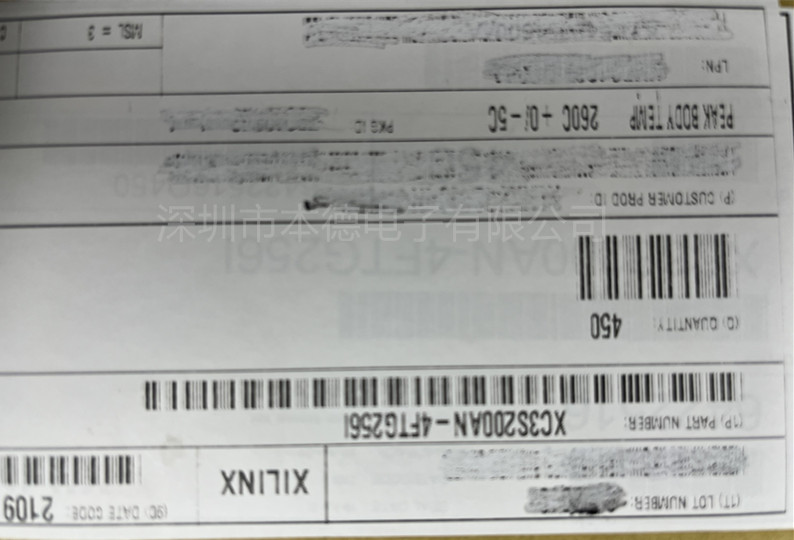 (1T) LOT NUMBER:
XILINX
(9D) DATE CODE: 2109
(1P) PART NUMBER: XC3S200AN-4FTG256I
(Q) QUANTITY: 450
(P) CUSTOMER PROD ID:
PEAK BODY TEMP 260C +0/-5C PKG ID
LPN:
MSL = 3
深圳市本德电子有限公司